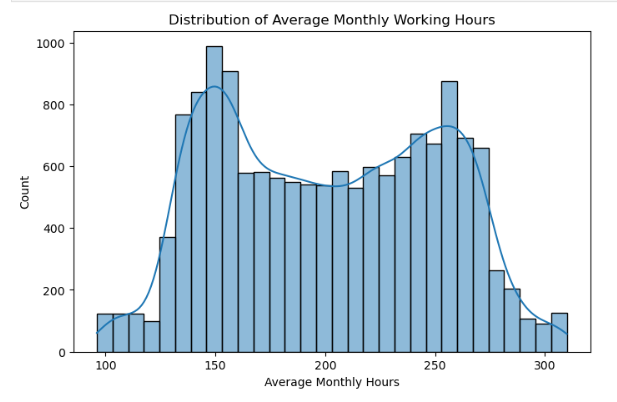 Distribution of Average Monthly Working Hours
1000
800
600
400
200
0
Count
100 150 200 250 300
Average Monthly Hours